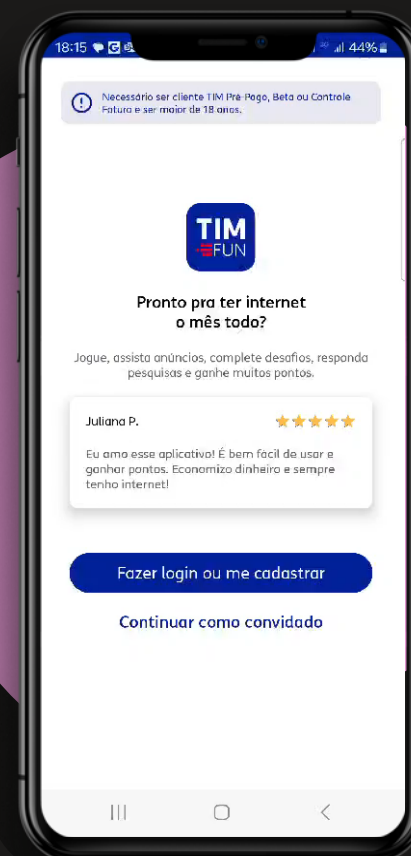 18:15 44%
Necessário ser cliente TIM Pré-Pago, Beta ou Controle
Fatura e ser maior de 18 anos.
TIM
FUN
Pronto pra ter internet
o mês todo?
Jogue, assista anúncios, complete desafios, responda
pesquisas e ganhe muitos pontos.
Juliana P.
Eu amo esse aplicativo! É bem fácil de usar e
ganhar pontos. Economizo dinheiro e sempre
tenho internet!
Fazer login ou me cadastrar
Continuar como convidado